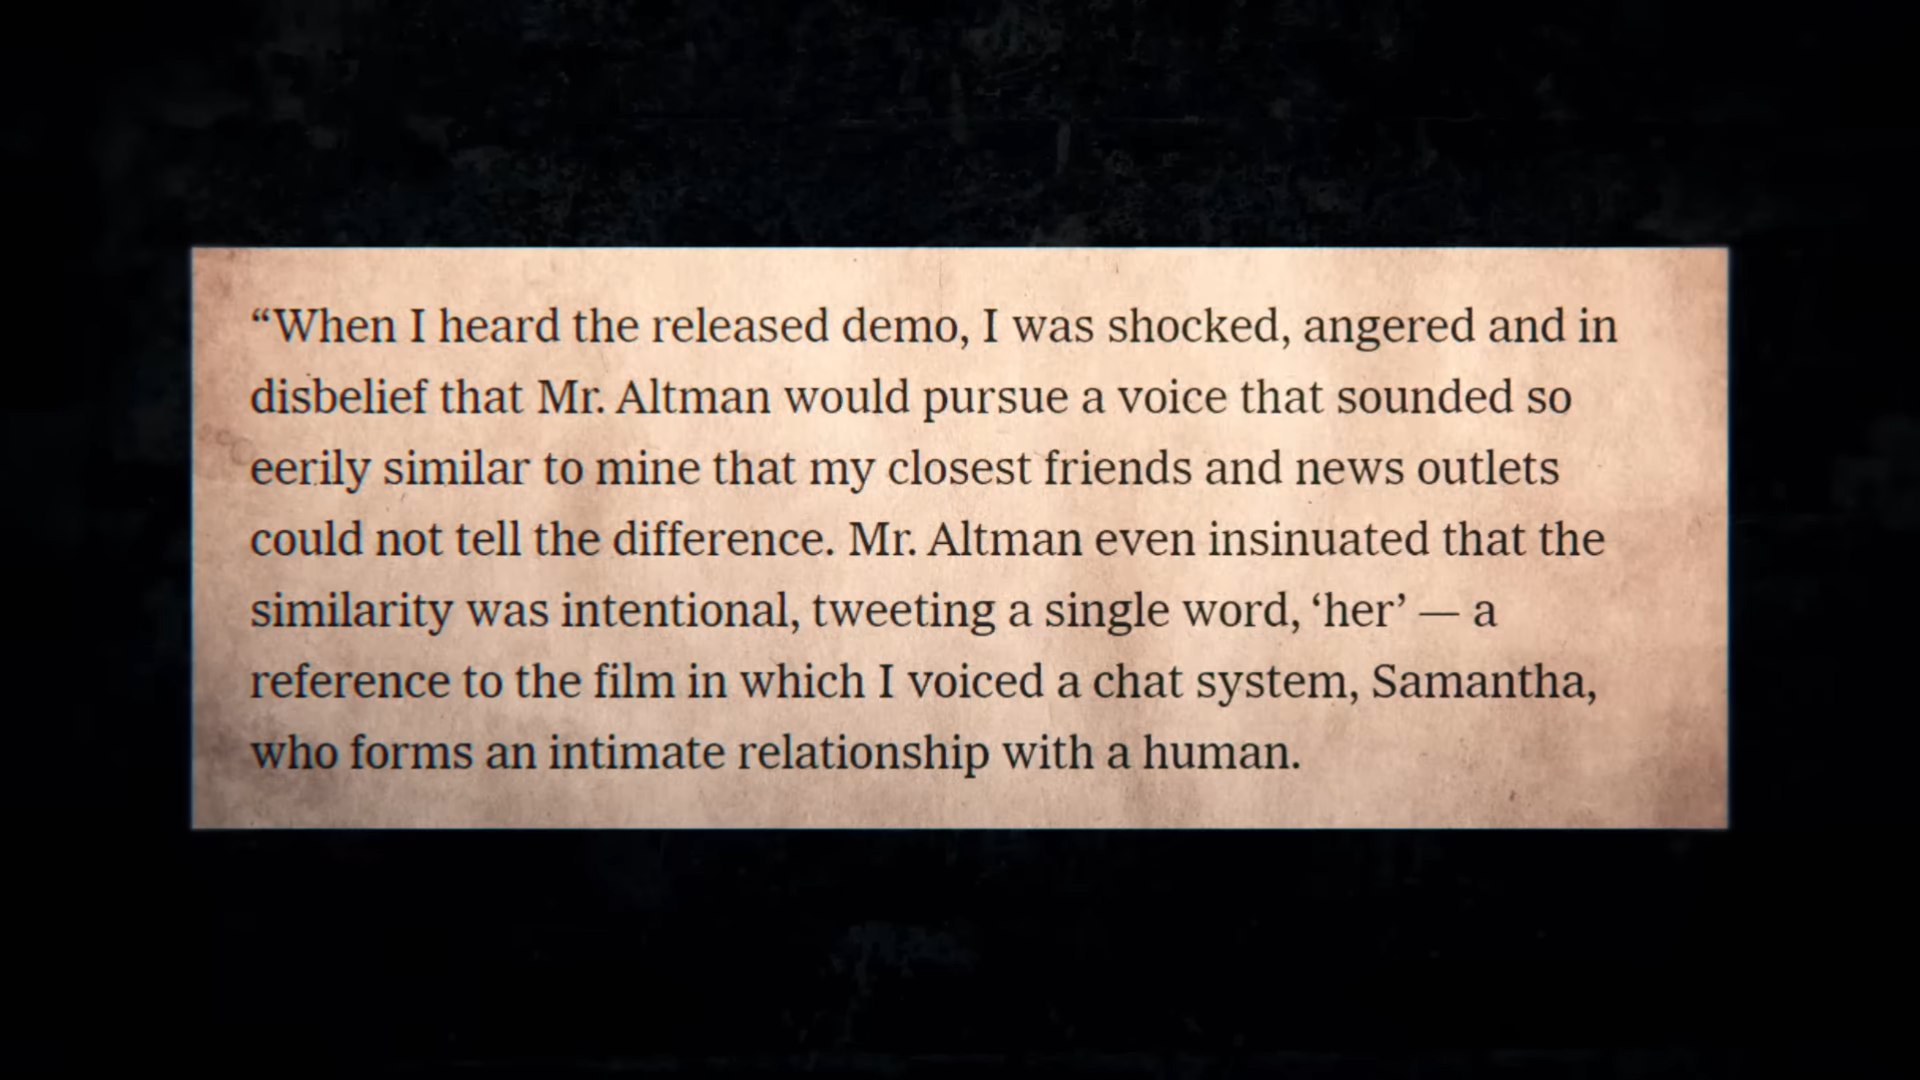 “When I heard the released demo, I was shocked, angered and in
disbelief that Mr. Altman would pursue a voice that sounded so
eerily similar to mine that my closest friends and news outlets
could not tell the difference. Mr. Altman even insinuated that the
similarity was intentional, tweeting a single word, ‘her’ — a
reference to the film in which I voiced a chat system, Samantha,
who forms an intimate relationship with a human.